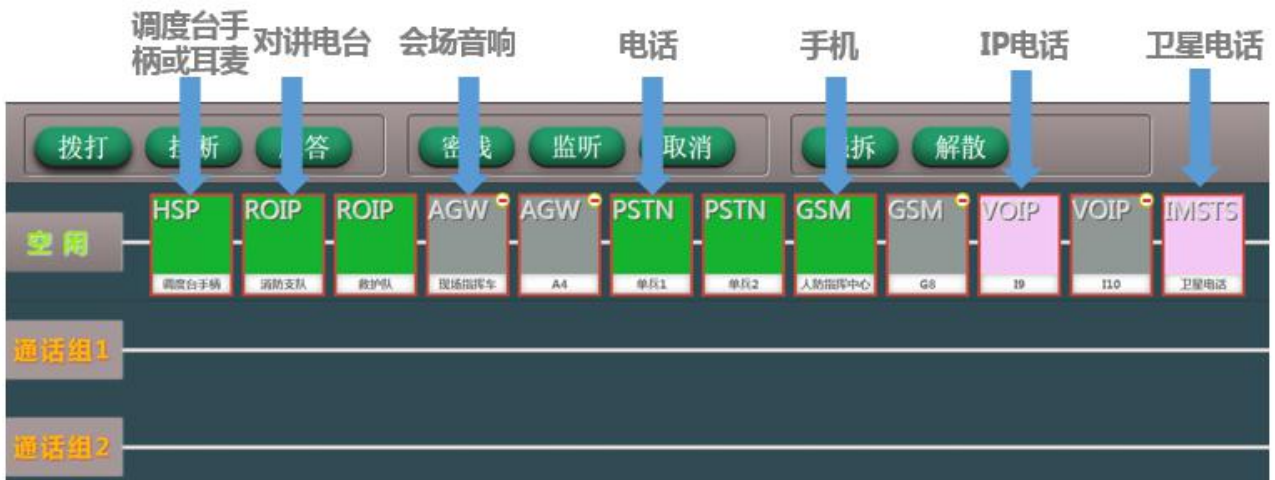 调度台手
柄或耳麦
对讲电台
会场音响
电话
手机
IP电话
卫星电话
拨打
挂断
答
密
监听
取消
拆
解散
空闲
HSP
调度台手柄
ROIP
消防支队
ROIP
救护队
AGW
现场指挥车
AGW
A4
PSTN
单兵1
PSTN
单兵2
GSM
人防指挥中心
GSM
G8
VOIP
I9
VOIP
I10
IMSTS
卫星电话
通话组1
通话组2